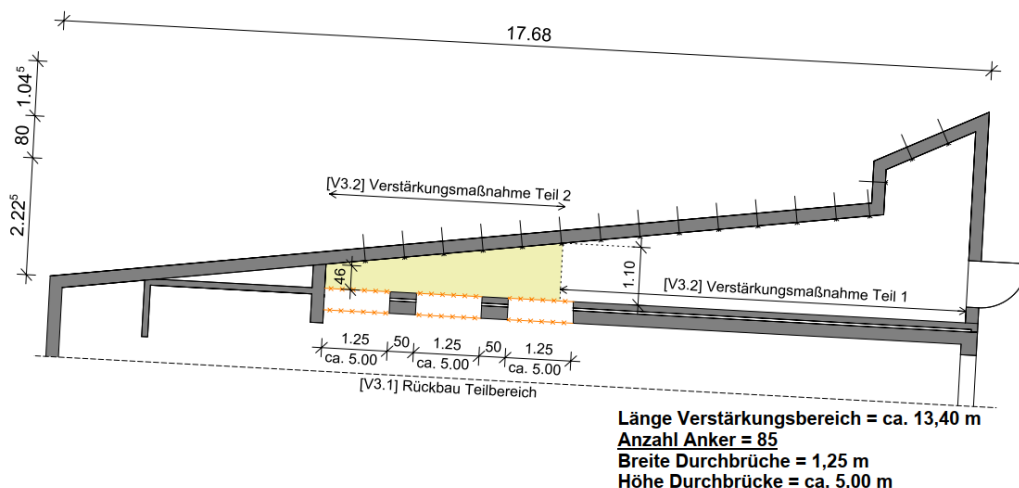 17.68
1.04⁵
80
2.22⁵
[V3.2] Verstärkungsmaßnahme Teil 2
46
1.10
[V3.2] Verstärkungsmaßnahme Teil 1
1.25 50 1.25 50 1.25
ca. 5.00 ca. 5.00 ca. 5.00
[V3.1] Rückbau Teilbereich
Länge Verstärkungsbereich = ca. 13,40 m
Anzahl Anker = 85
Breite Durchbrüche = 1,25 m
Höhe Durchbrücke = ca. 5,00 m